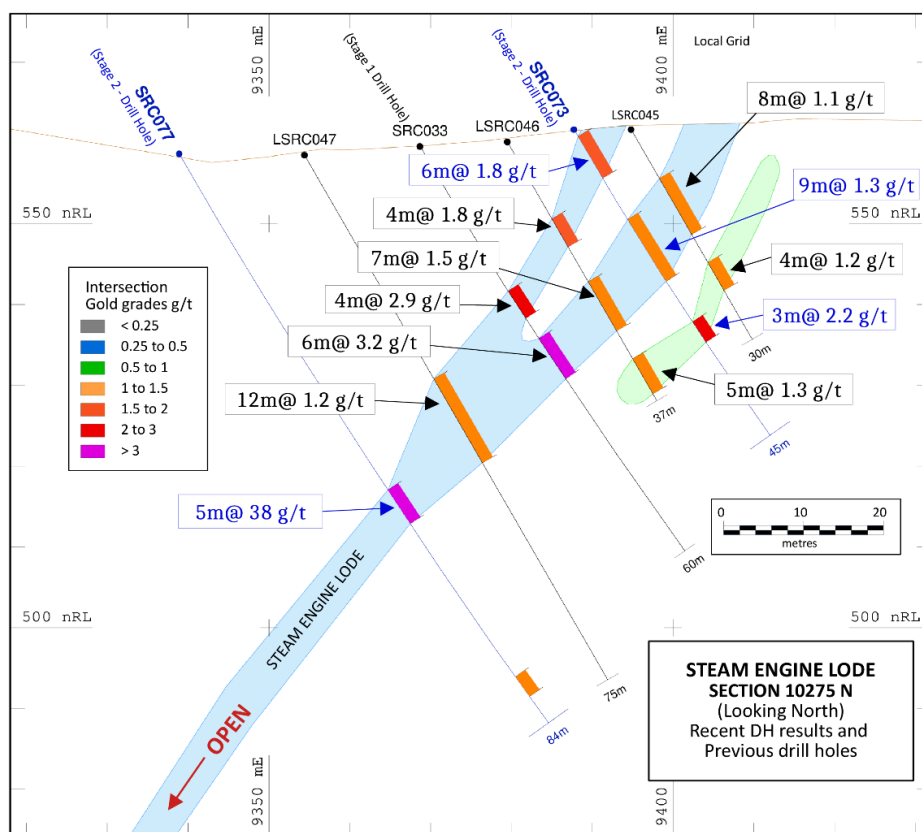 9350 mE
9400 mE
Local Grid
SRC077
(Stage 2 - Drill Hole)
LSRC047
(Stage 1 Drill Hole)
SRC033
LSRC046
SRC073
(Stage 2 - Drill Hole)
LSRC045
8m@ 1.1 g/t
6m@ 1.8 g/t
9m@ 1.3 g/t
550 nRL
550 nRL
4m@ 1.8 g/t
7m@ 1.5 g/t
4m@ 1.2 g/t
4m@ 2.9 g/t
3m@ 2.2 g/t
6m@ 3.2 g/t
30m
12m@ 1.2 g/t
5m@ 1.3 g/t
37m
45m
Intersection
Gold grades g/t
< 0.25
0.25 to 0.5
0.5 to 1
1 to 1.5
1.5 to 2
2 to 3
> 3
5m@ 38 g/t
0 10 20
metres
60m
500 nRL
500 nRL
STEAM ENGINE LODE
75m
84m
OPEN
STEAM ENGINE LODE
SECTION 10275 N
(Looking North)
Recent DH results and
Previous drill holes
9350 mE
9400 mE